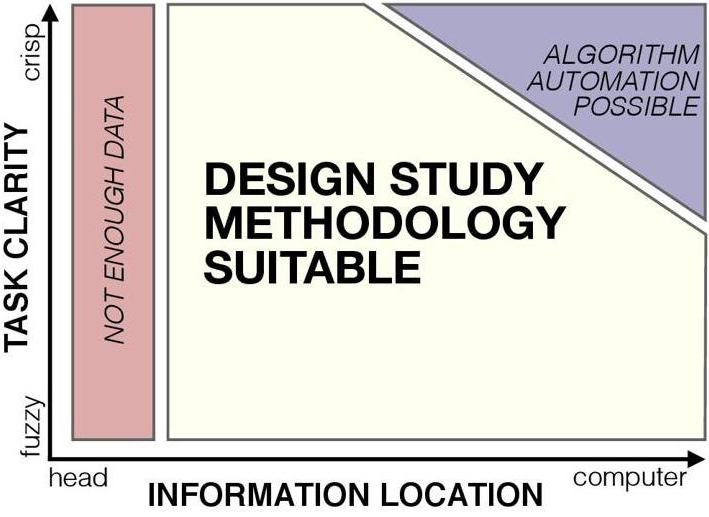 crisp
TASK CLARITY
fuzzy
NOT ENOUGH DATA
DESIGN STUDY
METHODOLOGY
SUITABLE
ALGORITHM
AUTOMATION
POSSIBLE
head
computer
INFORMATION LOCATION